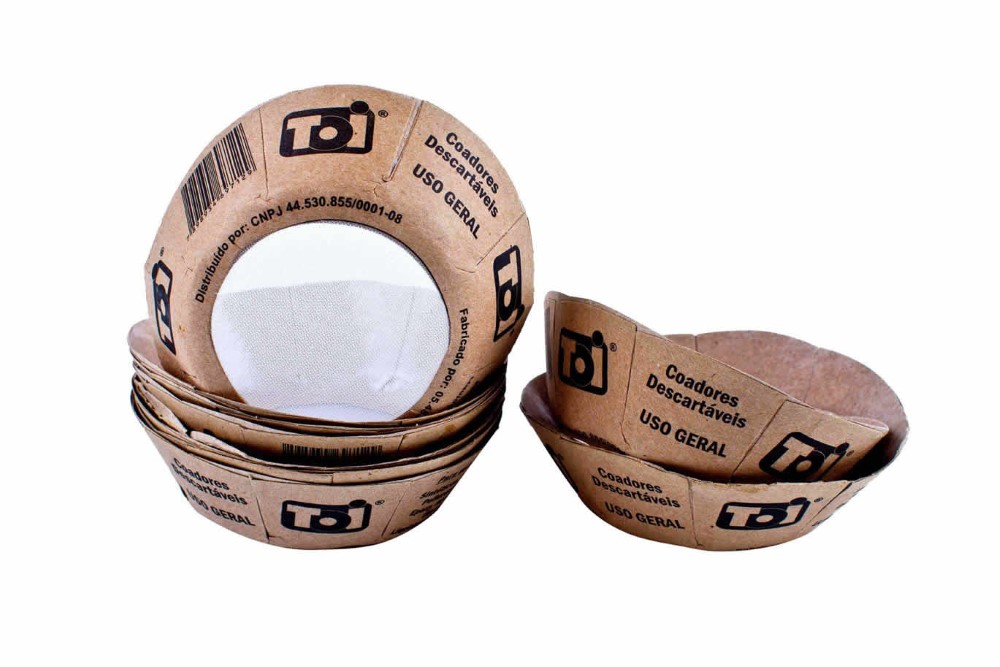 TOI®
Coadores
Descartáveis
USO GERAL
Distribuído por: CNPJ 44.530.855/0001-08
Fabricado por: 05.4
TOI
TOI
TOI®
Coadores
Descartáveis
USO GERAL
TOI
Coadores
Descartáveis
USO GERAL
TOI®
Coadores
Descartáveis
USO GERAL
TOI®